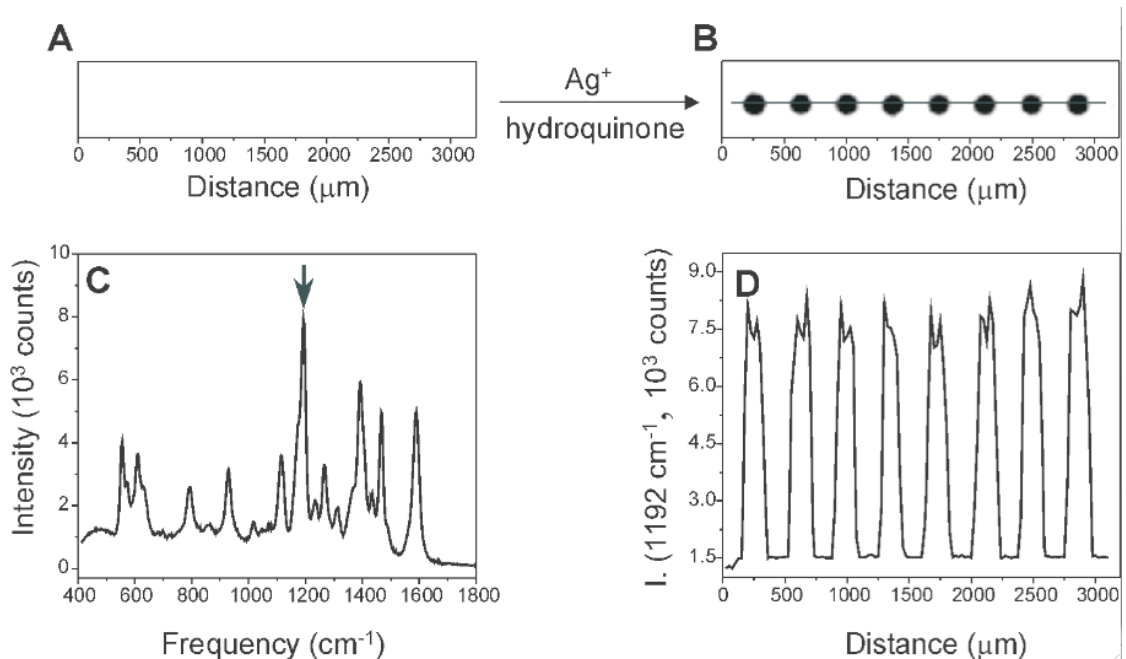 A
0 500 1000 1500 2000 2500 3000
Distance (μm)
Ag⁺
hydroquinone
B
0 500 1000 1500 2000 2500 3000
Distance (μm)
C
10
8
6
4
2
0
Intensity (10³ counts)
400 600 800 1000 1200 1400 1600 1800
Frequency (cm⁻¹)
D
9.0
7.5
6.0
4.5
3.0
1.5
I. (1192 cm⁻¹, 10³ counts)
0 500 1000 1500 2000 2500 3000
Distance (μm)